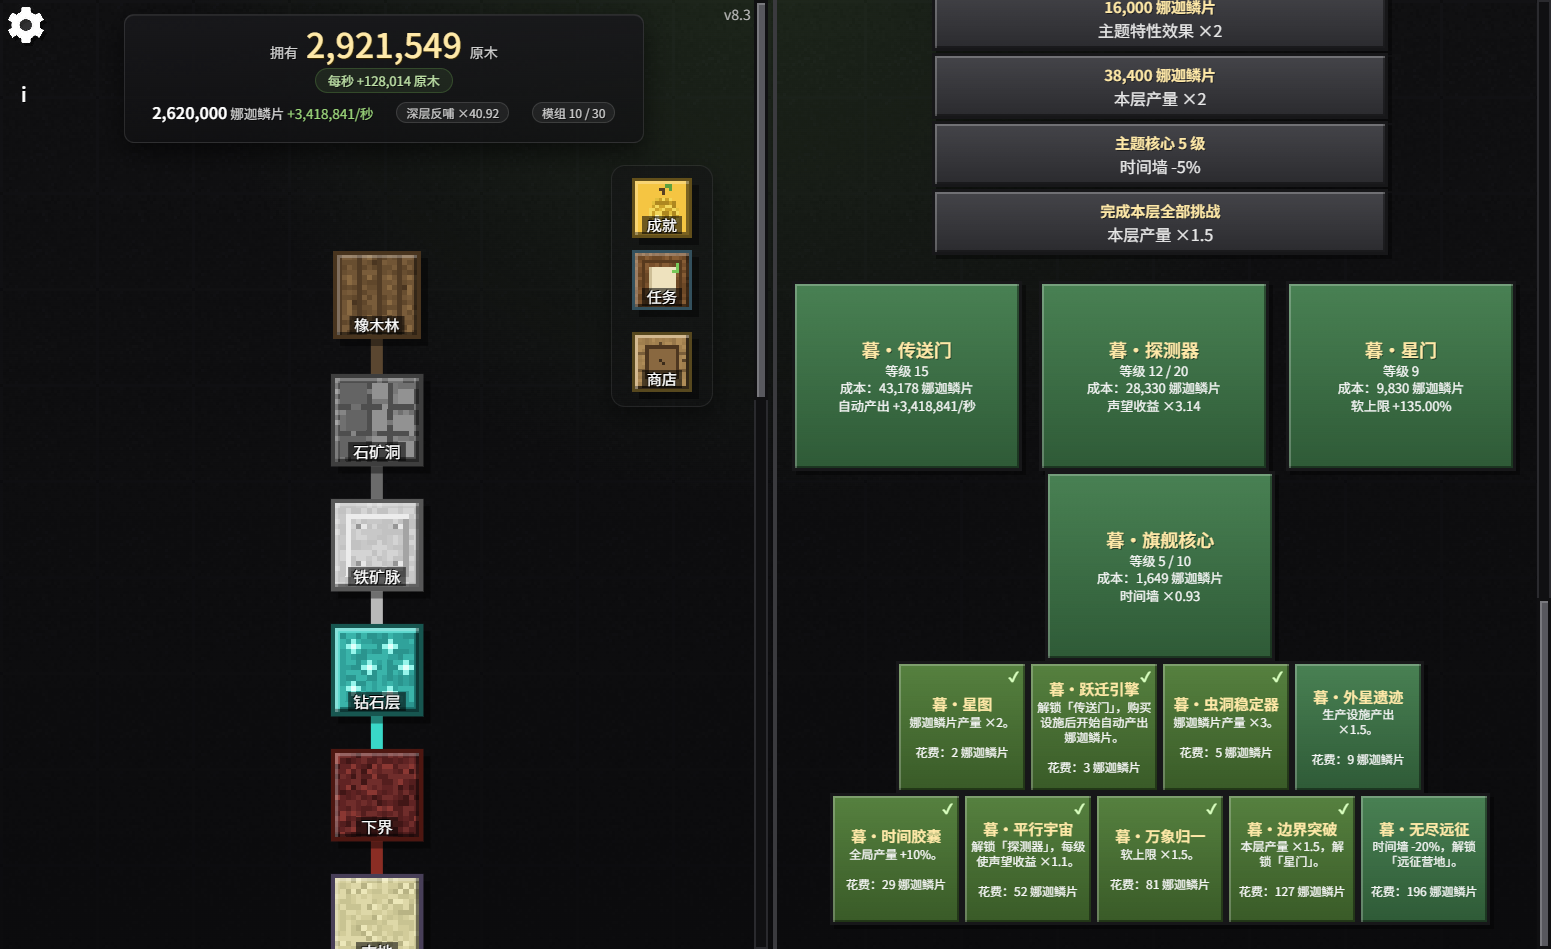 v8.3
拥有 2,921,549 原木
每秒 +128,014 原木
2,620,000 娜迦鳞片 +3,418,841/秒
深层反哺 ×40.92
模组 10 / 30
i
成就
任务
商店
橡木林
石矿洞
铁矿脉
钻石层
下界
16,000 娜迦鳞片
主题特性效果 ×2
38,400 娜迦鳞片
本层产量 ×2
主题核心 5 级
时间墙 -5%
完成本层全部挑战
本层产量 ×1.5
暮・传送门
等级 15
成本：43,178 娜迦鳞片
自动产出 +3,418,841/秒
暮・探测器
等级 12 / 20
成本：28,330 娜迦鳞片
声望收益 ×3.14
暮・星门
等级 9
成本：9,830 娜迦鳞片
软上限 +135.00%
暮・旗舰核心
等级 5 / 10
成本：1,649 娜迦鳞片
时间墙 ×0.93
暮・星图
娜迦鳞片产量 ×2。
花费：2 娜迦鳞片
暮・跃迁引擎
解锁「传送门」，购买
设施后开始自动产出
娜迦鳞片。
花费：3 娜迦鳞片
暮・虫洞稳定器
娜迦鳞片产量 ×3。
花费：5 娜迦鳞片
暮・外星遗迹
生产设施产出
×1.5。
花费：9 娜迦鳞片
暮・时间胶囊
全局产量 +10%。
花费：29 娜迦鳞片
暮・平行宇宙
解锁「探测器」，每级
使声望收益 ×1.1。
花费：52 娜迦鳞片
暮・万象归一
软上限 ×1.5。
花费：81 娜迦鳞片
暮・边界突破
本层产量 ×1.5，解
锁「星门」。
花费：127 娜迦鳞片
暮・无尽远征
时间墙 -20%，解锁
「远征营地」。
花费：196 娜迦鳞片